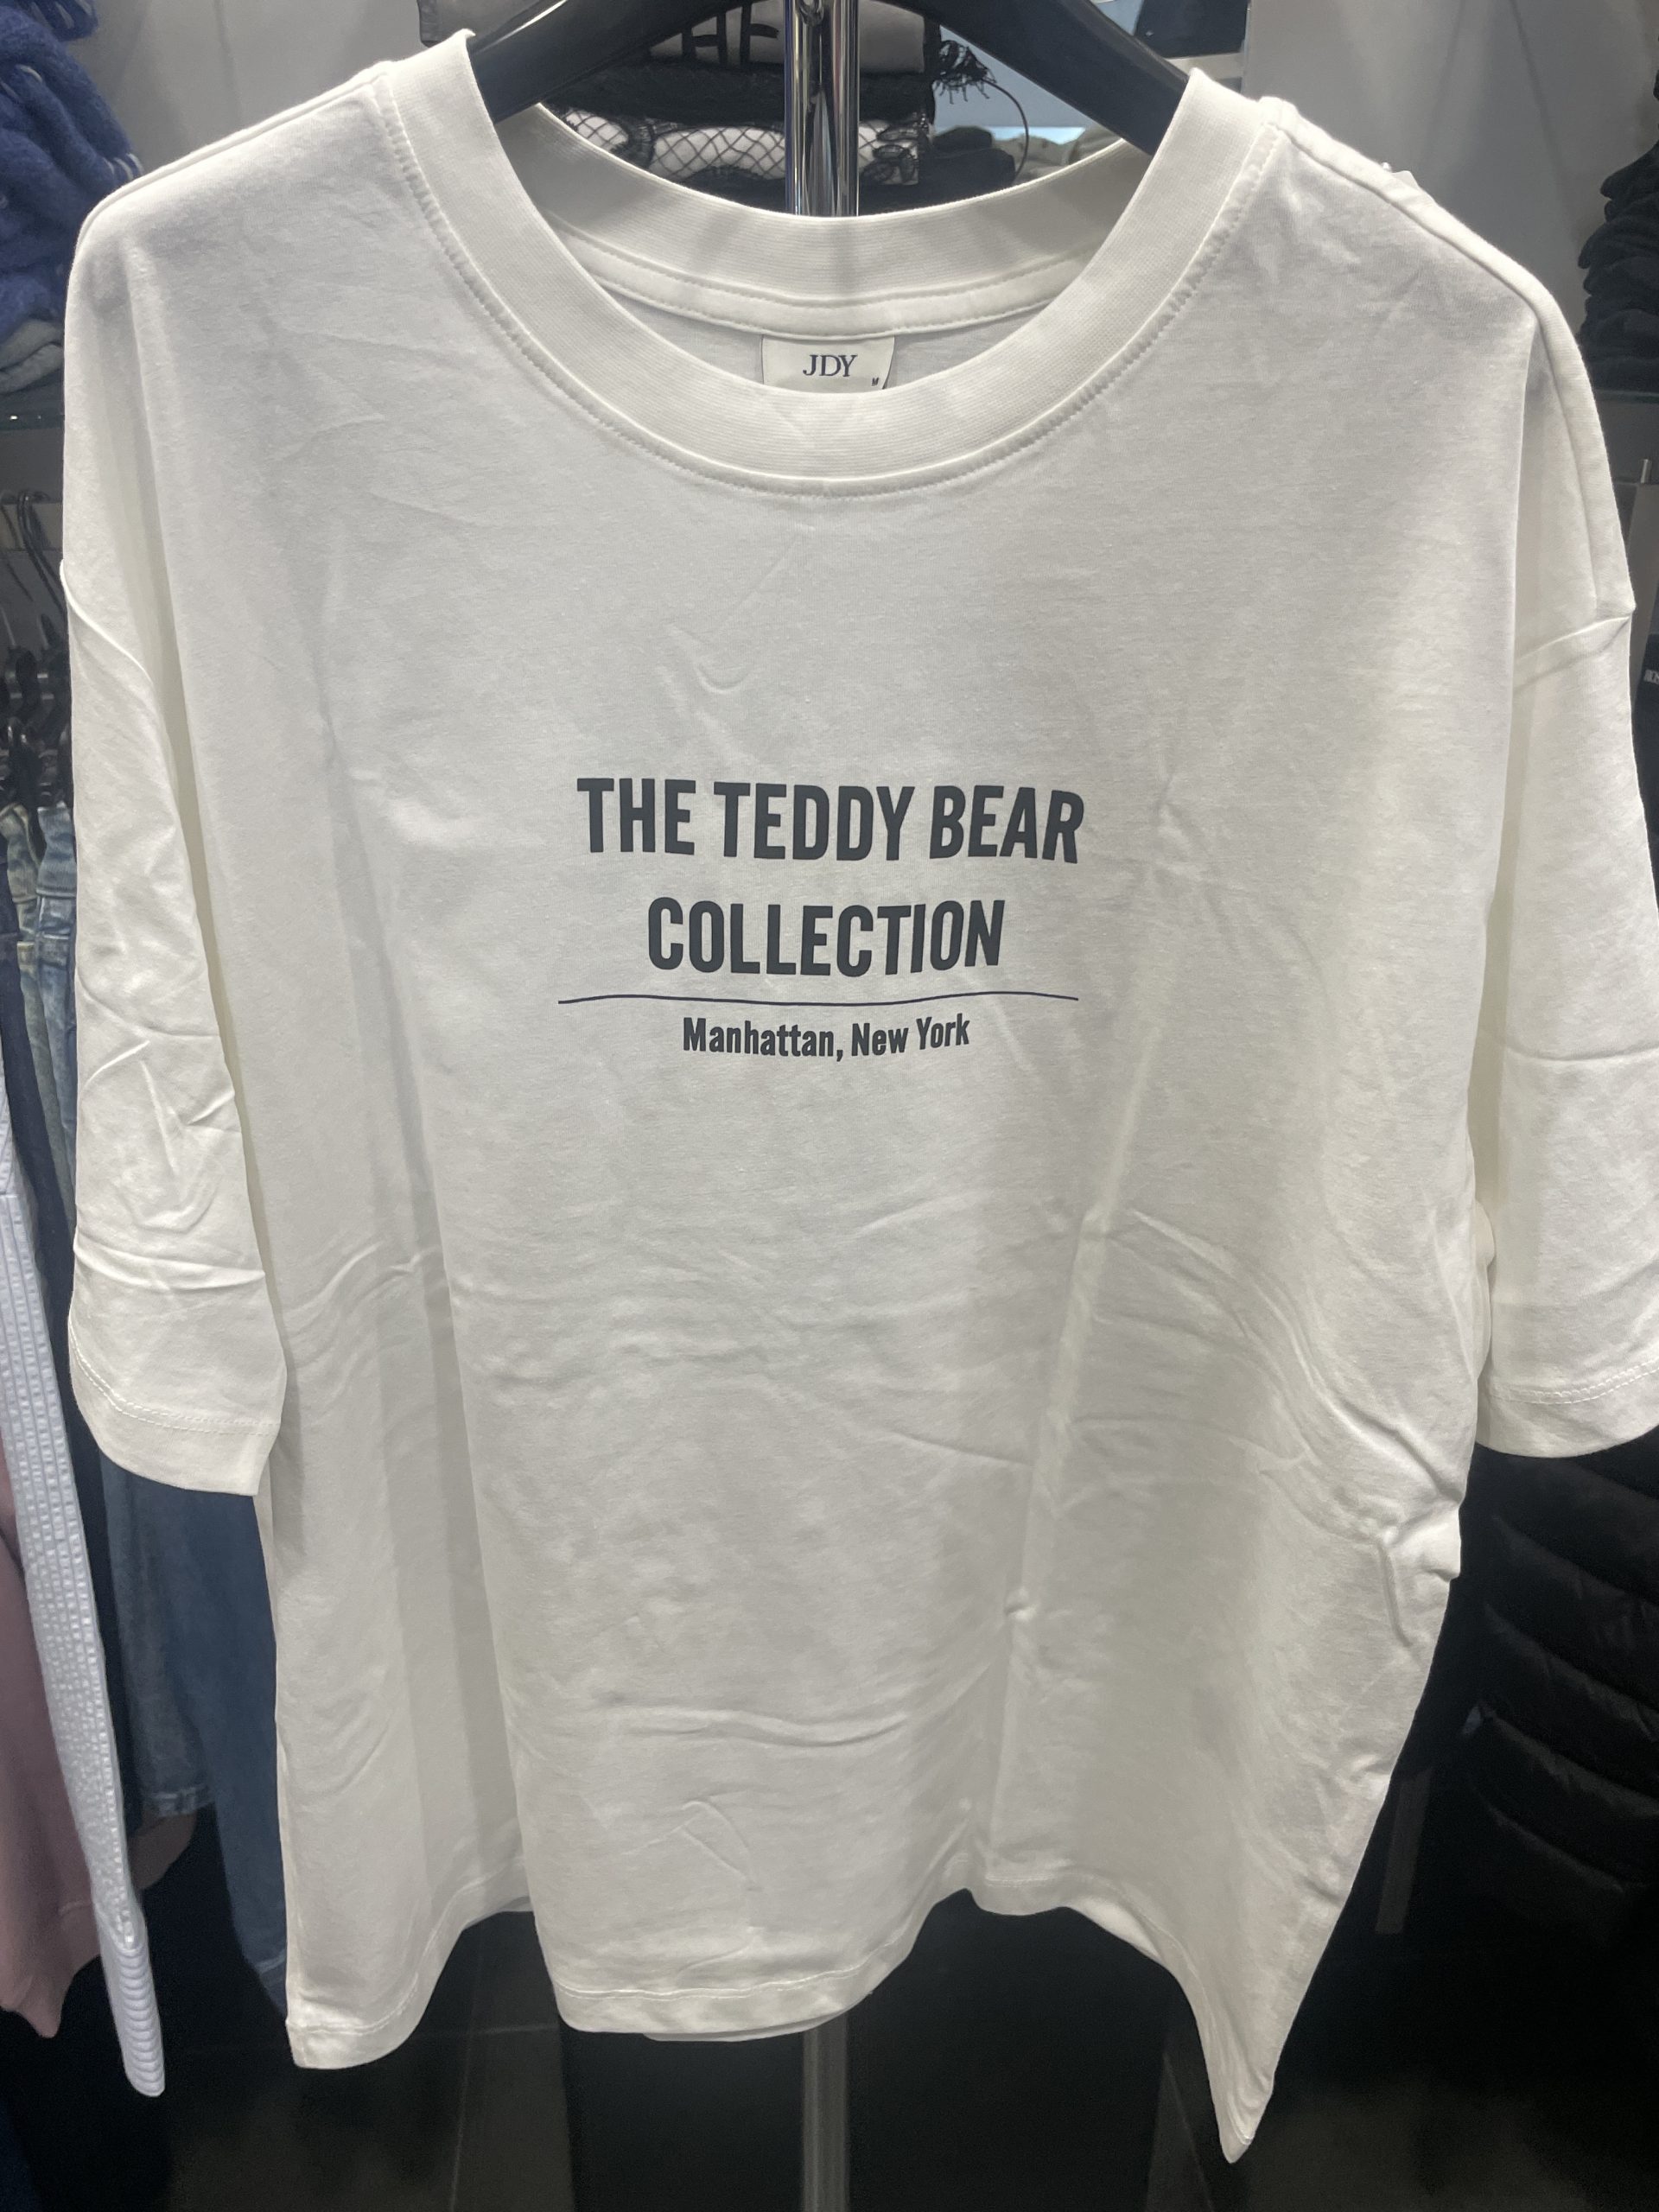 JDY
M
THE TEDDY BEAR
COLLECTION
Manhattan, New York